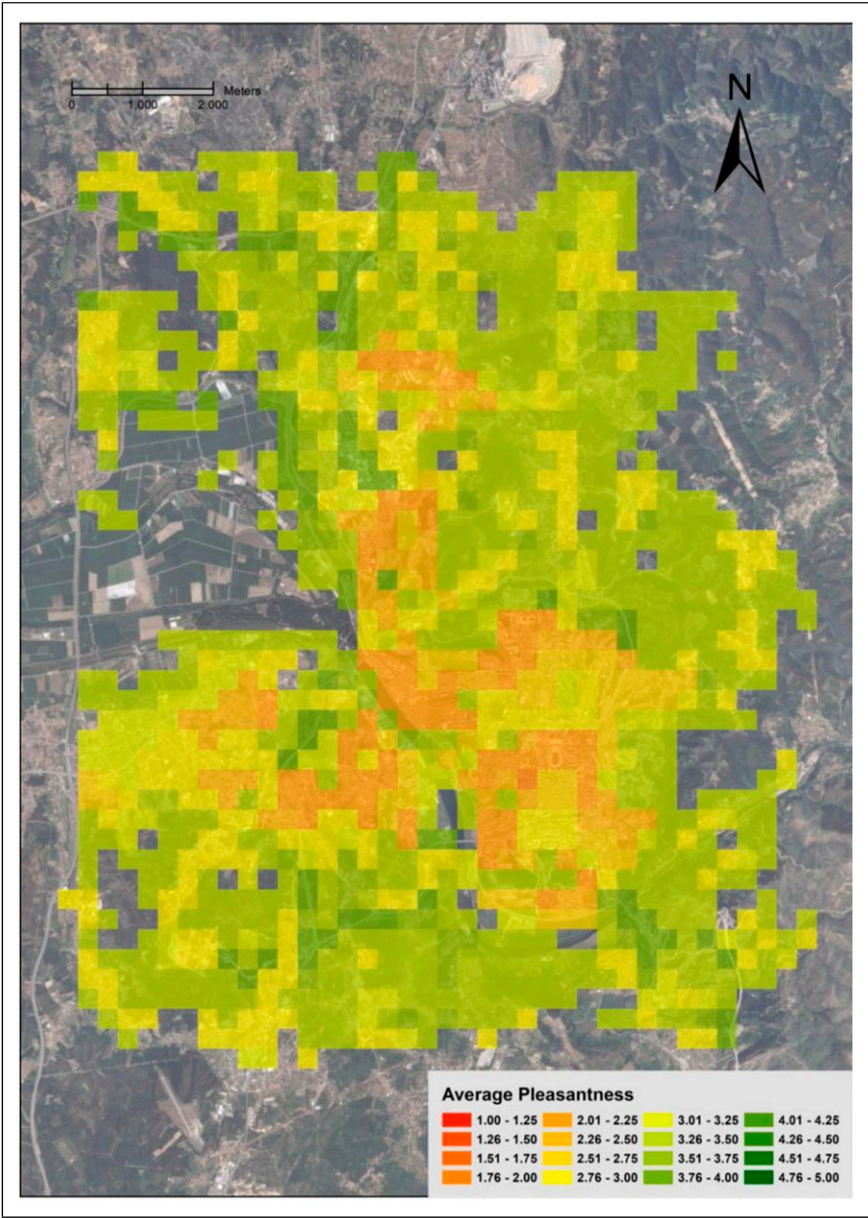 N
Meters
0 1,000 2,000
Average Pleasantness
1.00 - 1.25 2.01 - 2.25 3.01 - 3.25 4.01 - 4.25
1.26 - 1.50 2.26 - 2.50 3.26 - 3.50 4.26 - 4.50
1.51 - 1.75 2.51 - 2.75 3.51 - 3.75 4.51 - 4.75
1.76 - 2.00 2.76 - 3.00 3.76 - 4.00 4.76 - 5.00